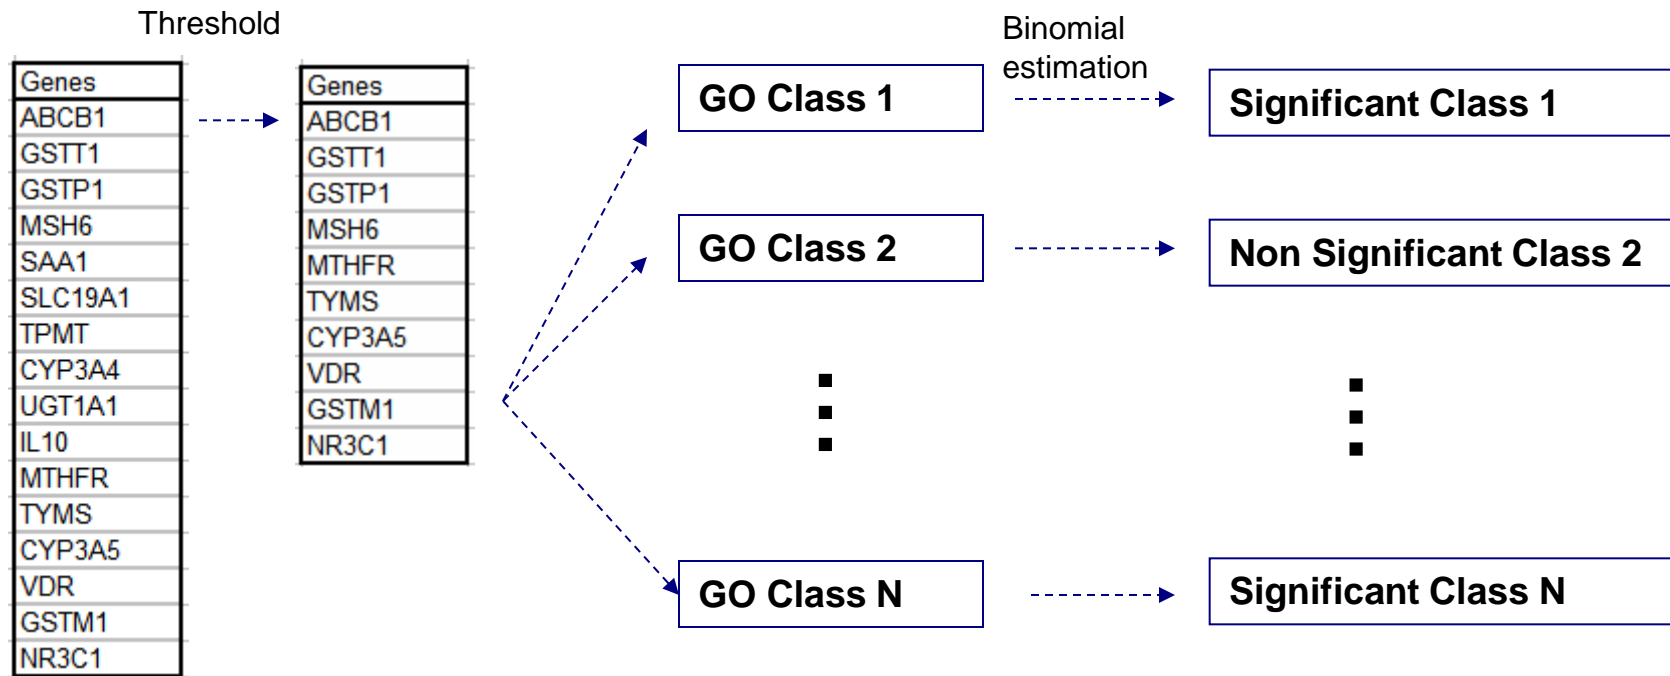 Threshold
Genes
ABCB1
GSTT1
GSTP1
MSH6
SAA1
SLC19A1
TPMT
CYP3A4
UGT1A1
IL10
MTHFR
TYMS
CYP3A5
VDR
GSTM1
NR3C1
Genes
ABCB1
GSTT1
GSTP1
MSH6
MTHFR
TYMS
CYP3A5
VDR
GSTM1
NR3C1
GO Class 1
GO Class 2
GO Class N
Binomial
estimation
Significant Class 1
Non Significant Class 2
Significant Class N